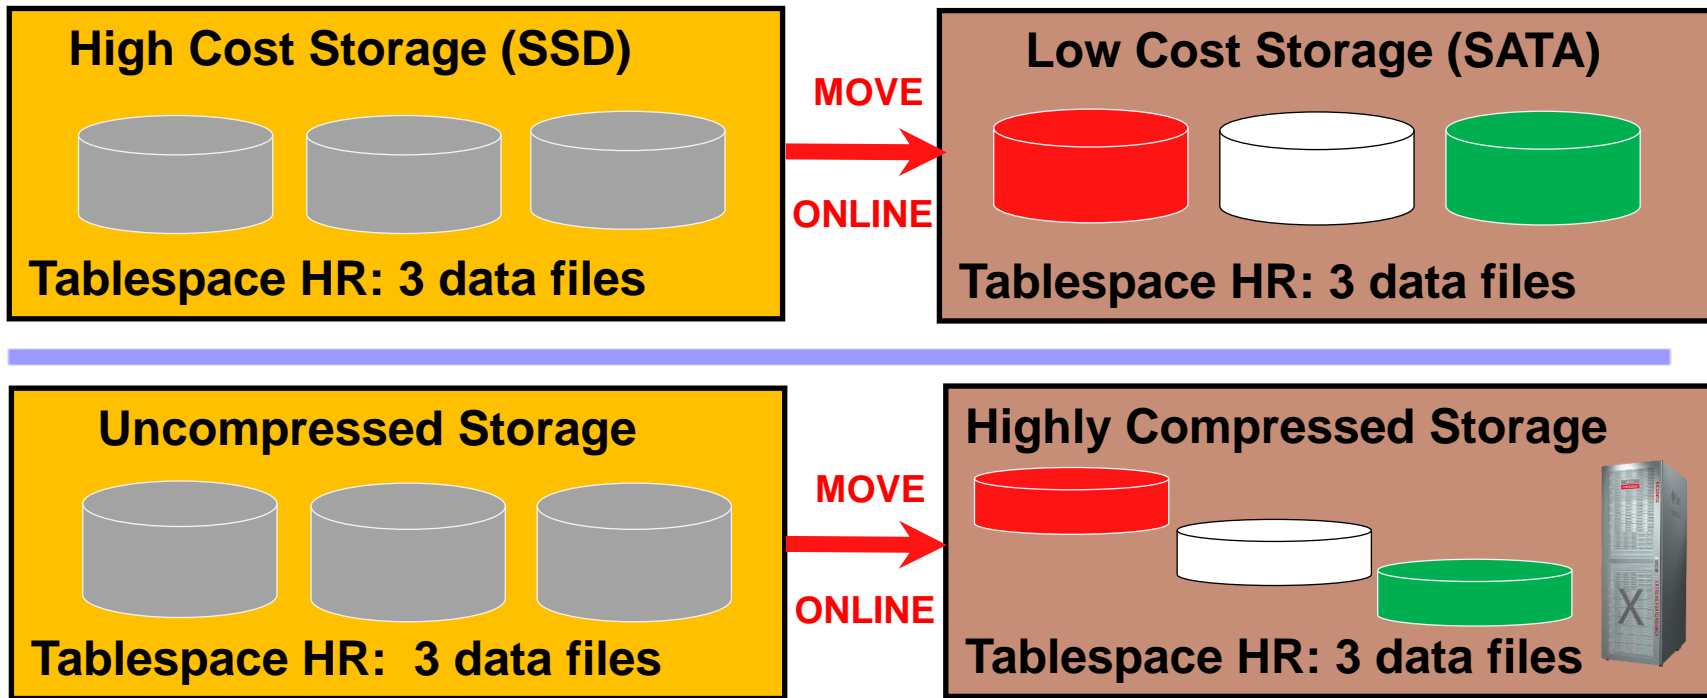 High Cost Storage (SSD)
Tablespace HR: 3 data files
MOVE
ONLINE
Low Cost Storage (SATA)
Tablespace HR: 3 data files
Uncompressed Storage
Tablespace HR:  3 data files
MOVE
ONLINE
Highly Compressed Storage
X
Tablespace HR: 3 data files